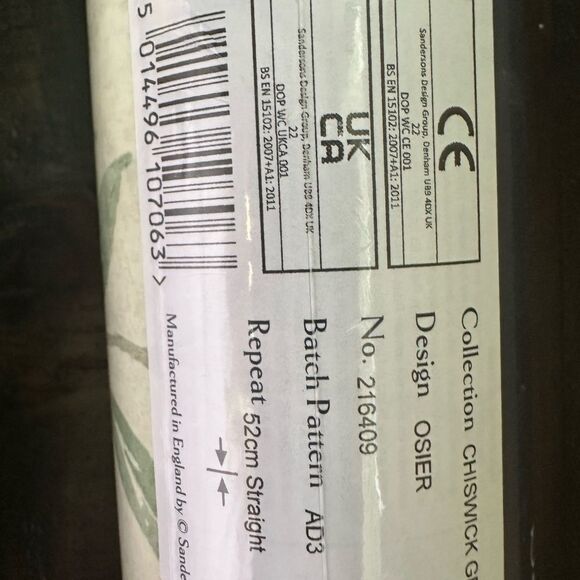 CE
Sandersons Design Group, Denham UB9 4DX UK
22
DOP WC CE 001
BS EN 15102: 2007+A1: 2011
UK
CA
Sandersons Design Group, Denham UB9 4DX UK
22
DOP WC UKCA 001
BS EN 15102: 2007+A1: 2011
5 014496 107063 >
Collection CHISWICK
Design OSIER
No. 216409
Batch Pattern AD3
Repeat 52cm Straight
Manufactured in England by ©